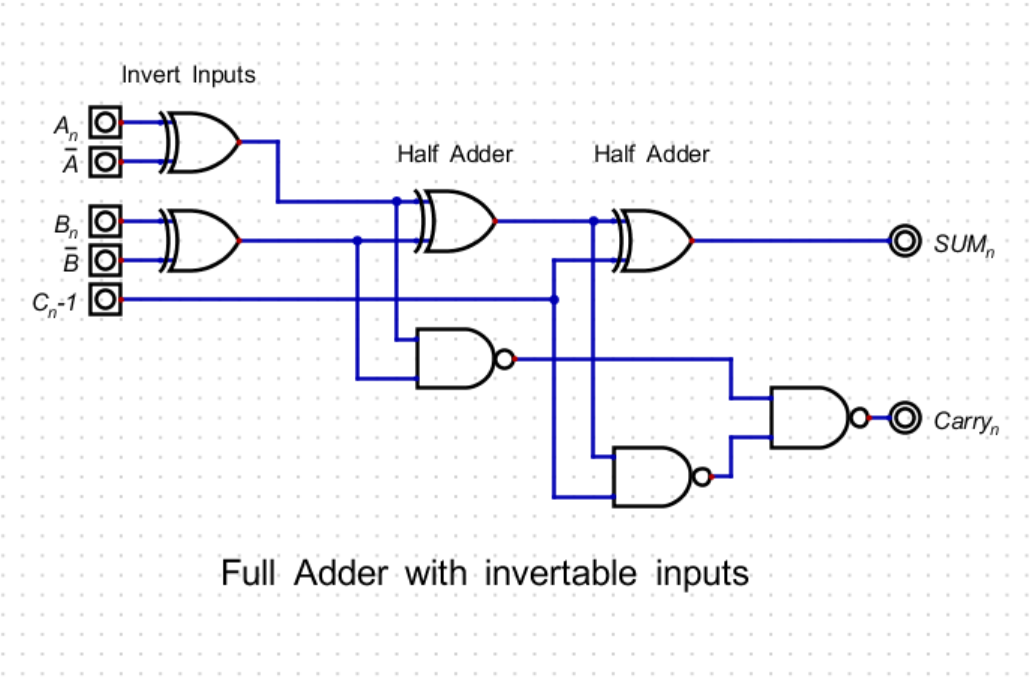 Invert Inputs
Aₙ
A̅
Half Adder
Half Adder
Bₙ
B̅
SUMₙ
Cₙ-1
Carryₙ
Full Adder with invertable inputs